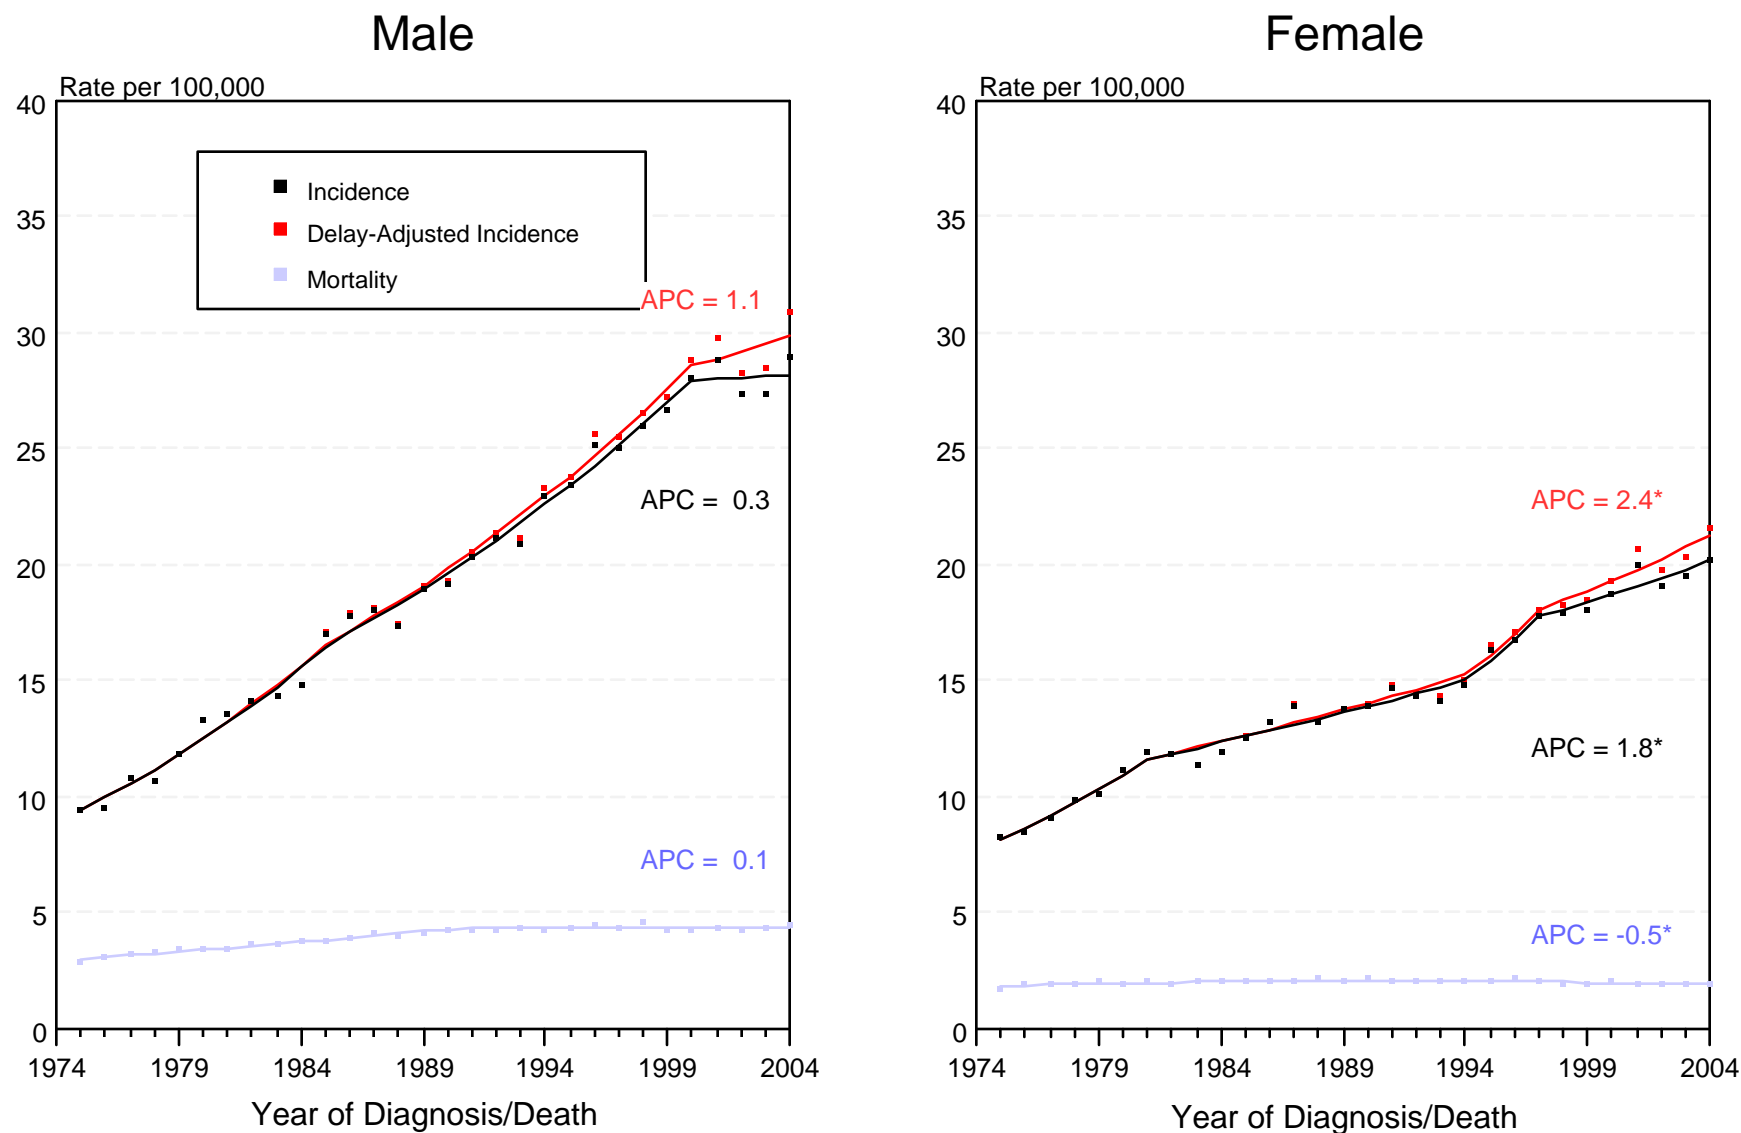 Male
Rate per 100,000
40
35
30
25
20
15
10
5
0
Incidence
Delay-Adjusted Incidence
Mortality
APC = 1.1
APC =  0.3
APC =  0.1
1974 1979 1984 1989 1994 1999 2004
Year of Diagnosis/Death
Female
Rate per 100,000
40
35
30
25
20
15
10
5
0
APC = 2.4*
APC = 1.8*
APC = -0.5*
1974 1979 1984 1989 1994 1999 2004
Year of Diagnosis/Death